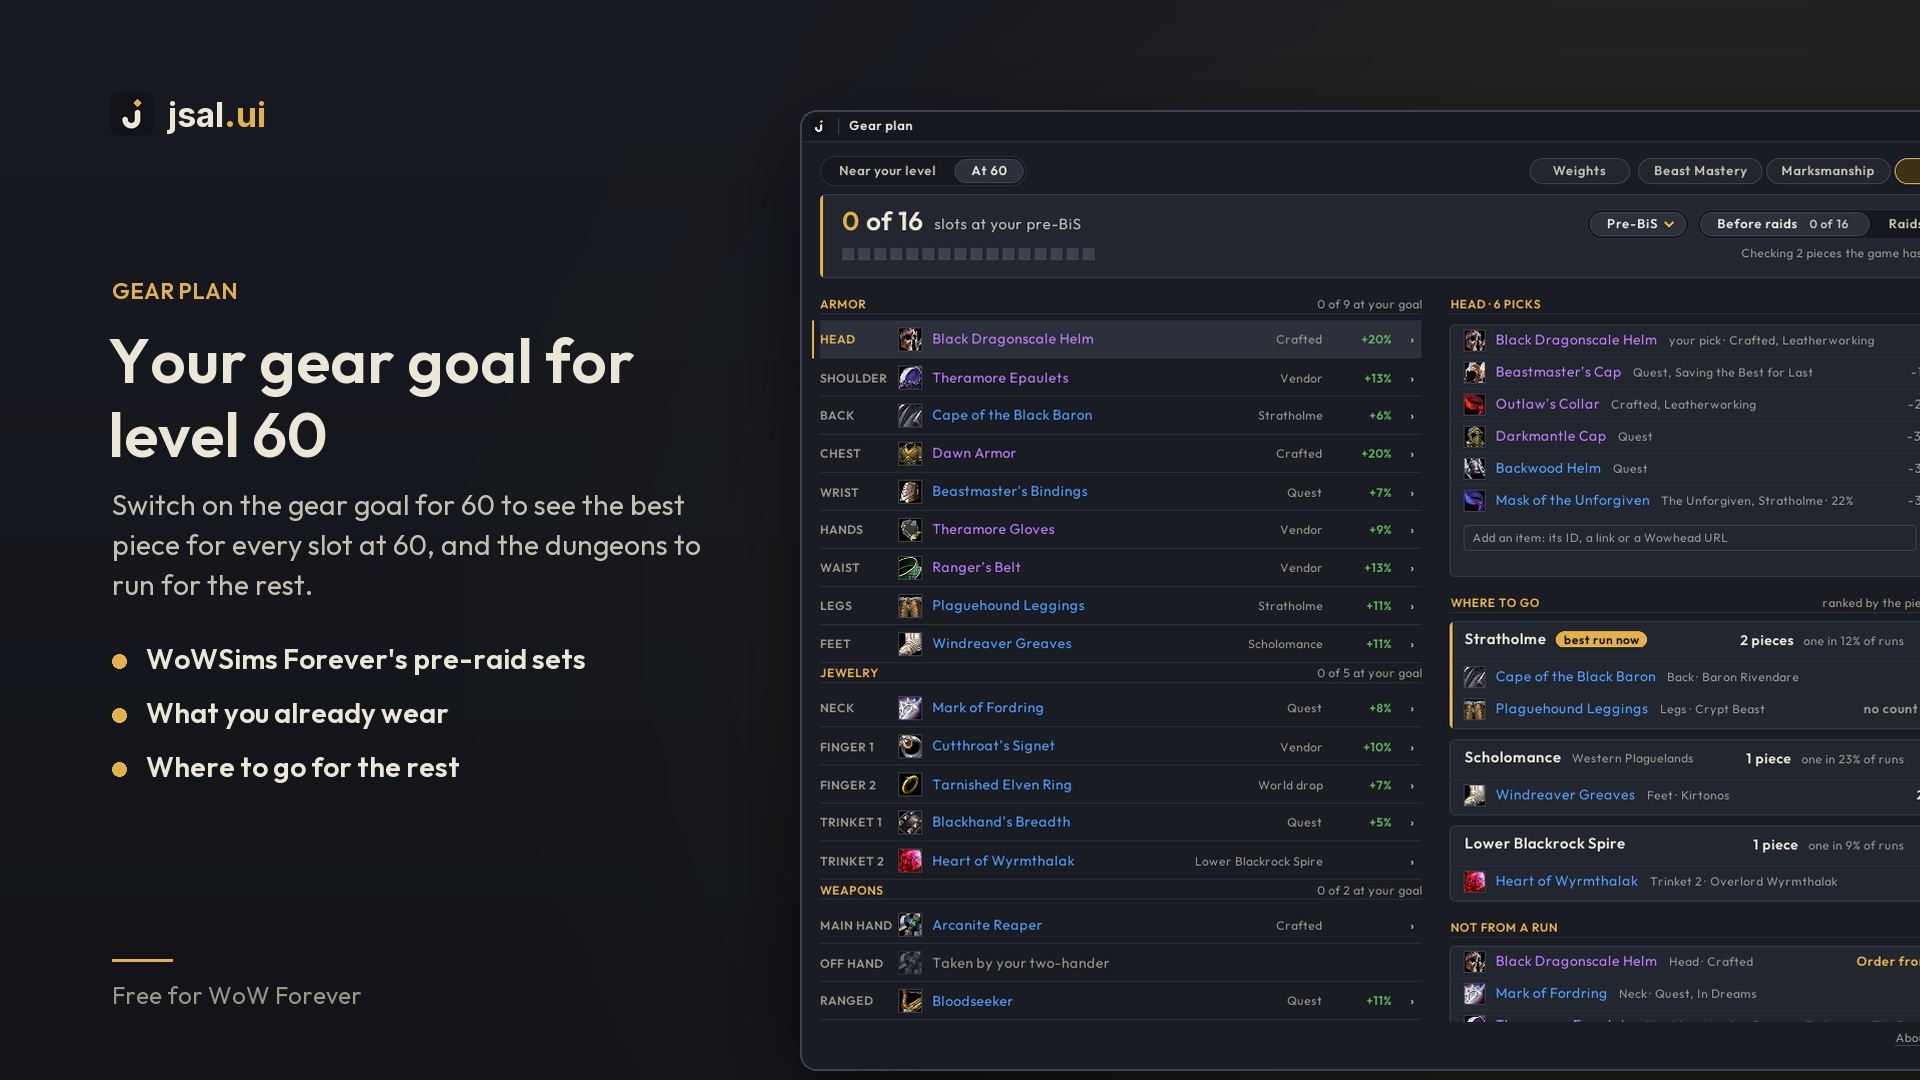 jsal.ui
GEAR PLAN
Your gear goal for
level 60
Switch on the gear goal for 60 to see the best
piece for every slot at 60, and the dungeons to
run for the rest.
WoWSims Forever's pre-raid sets
What you already wear
Where to go for the rest
Free for WoW Forever
Gear plan
Near your level At 60
Weights Beast Mastery Marksmanship
0 of 16 slots at your pre-BiS
Pre-BiS Before raids 0 of 16 Raids
Checking 2 pieces the game has
ARMOR 0 of 9 at your goal
HEAD Black Dragonscale Helm Crafted +20% ›
SHOULDER Theramore Epaulets Vendor +13% ›
BACK Cape of the Black Baron Stratholme +6% ›
CHEST Dawn Armor Crafted +20% ›
WRIST Beastmaster's Bindings Quest +7% ›
HANDS Theramore Gloves Vendor +9% ›
WAIST Ranger's Belt Vendor +13% ›
LEGS Plaguehound Leggings Stratholme +11% ›
FEET Windreaver Greaves Scholomance +11% ›
JEWELRY 0 of 5 at your goal
NECK Mark of Fordring Quest +8% ›
FINGER 1 Cutthroat's Signet Vendor +10% ›
FINGER 2 Tarnished Elven Ring World drop +7% ›
TRINKET 1 Blackhand's Breadth Quest +5% ›
TRINKET 2 Heart of Wyrmthalak Lower Blackrock Spire ›
WEAPONS 0 of 2 at your goal
MAIN HAND Arcanite Reaper Crafted ›
OFF HAND Taken by your two-hander
RANGED Bloodseeker Quest +11% ›
HEAD · 6 PICKS
Black Dragonscale Helm your pick · Crafted, Leatherworking
Beastmaster's Cap Quest, Saving the Best for Last
Outlaw's Collar Crafted, Leatherworking
Darkmantle Cap Quest
Backwood Helm Quest
Mask of the Unforgiven The Unforgiven, Stratholme · 22%
Add an item: its ID, a link or a Wowhead URL
WHERE TO GO ranked by the
Stratholme best run now 2 pieces one in 12% of runs
Cape of the Black Baron Back · Baron Rivendare
Plaguehound Leggings Legs · Crypt Beast no count
Scholomance Western Plaguelands 1 piece one in 23% of runs
Windreaver Greaves Feet · Kirtonos
Lower Blackrock Spire 1 piece one in 9% of runs
Heart of Wyrmthalak Trinket 2 · Overlord Wyrmthalak
NOT FROM A RUN
Black Dragonscale Helm Head · Crafted Order
Mark of Fordring Neck · Quest, In Dreams